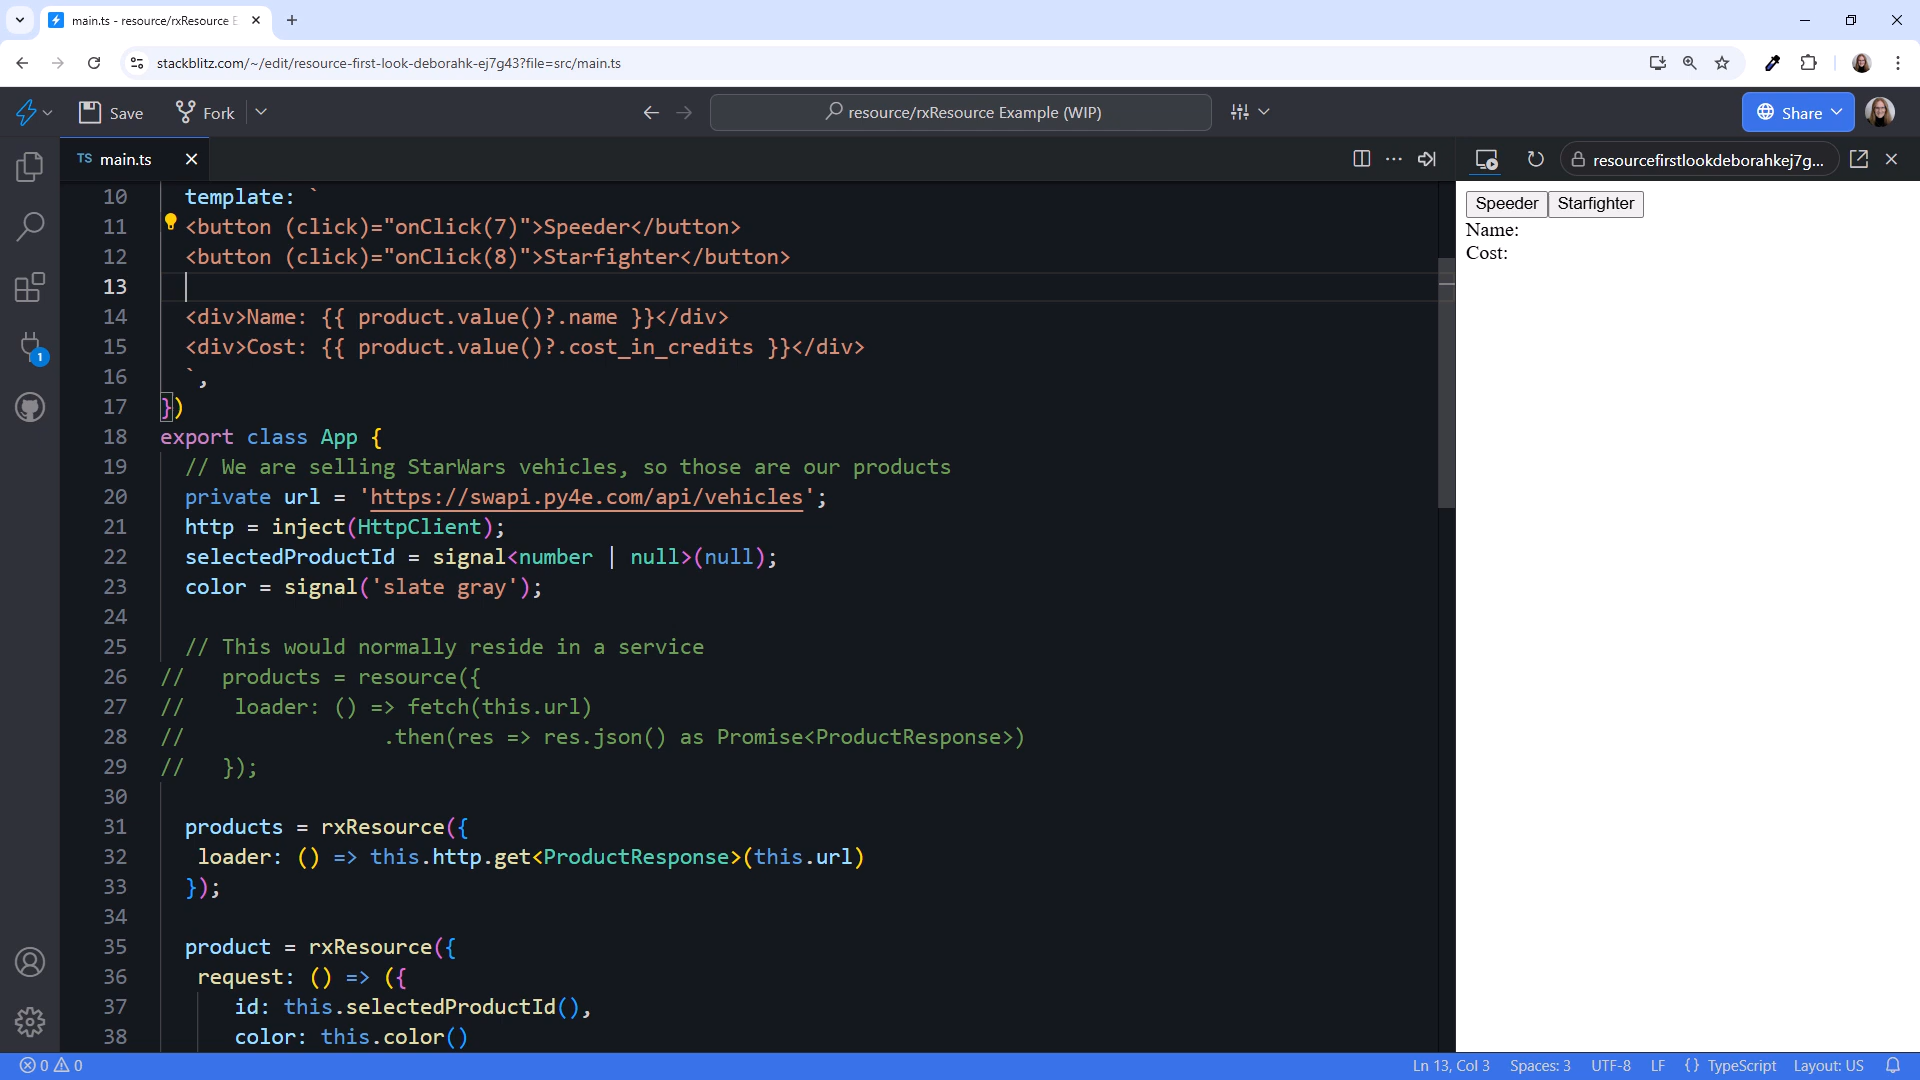 main.ts - resource/rxResource E
stackblitz.com/~/edit/resource-first-look-deborahk-ej7g43?file=src/main.ts
Save
Fork
resource/rxResource Example (WIP)
Share
TS main.ts
resourcefirstlookdeborahkej7g...
1
10 template: `
11 <button (click)="onClick(7)">Speeder</button>
12 <button (click)="onClick(8)">Starfighter</button>
13
14 <div>Name: {{ product.value()?.name }}</div>
15 <div>Cost: {{ product.value()?.cost_in_credits }}</div>
16 `,
17 })
18 export class App {
19 // We are selling StarWars vehicles, so those are our products
20 private url = 'https://swapi.py4e.com/api/vehicles';
21 http = inject(HttpClient);
22 selectedProductId = signal<number | null>(null);
23 color = signal('slate gray');
24
25 // This would normally reside in a service
26 // products = resource({
27 // loader: () => fetch(this.url)
28 // .then(res => res.json() as Promise<ProductResponse>)
29 // });
30
31 products = rxResource({
32 loader: () => this.http.get<ProductResponse>(this.url)
33 });
34
35 product = rxResource({
36 request: () => ({
37 id: this.selectedProductId(),
38 color: this.color()
Speeder Starfighter
Name:
Cost:
0 0
Ln 13, Col 3 Spaces: 3 UTF-8 LF {} TypeScript Layout: US